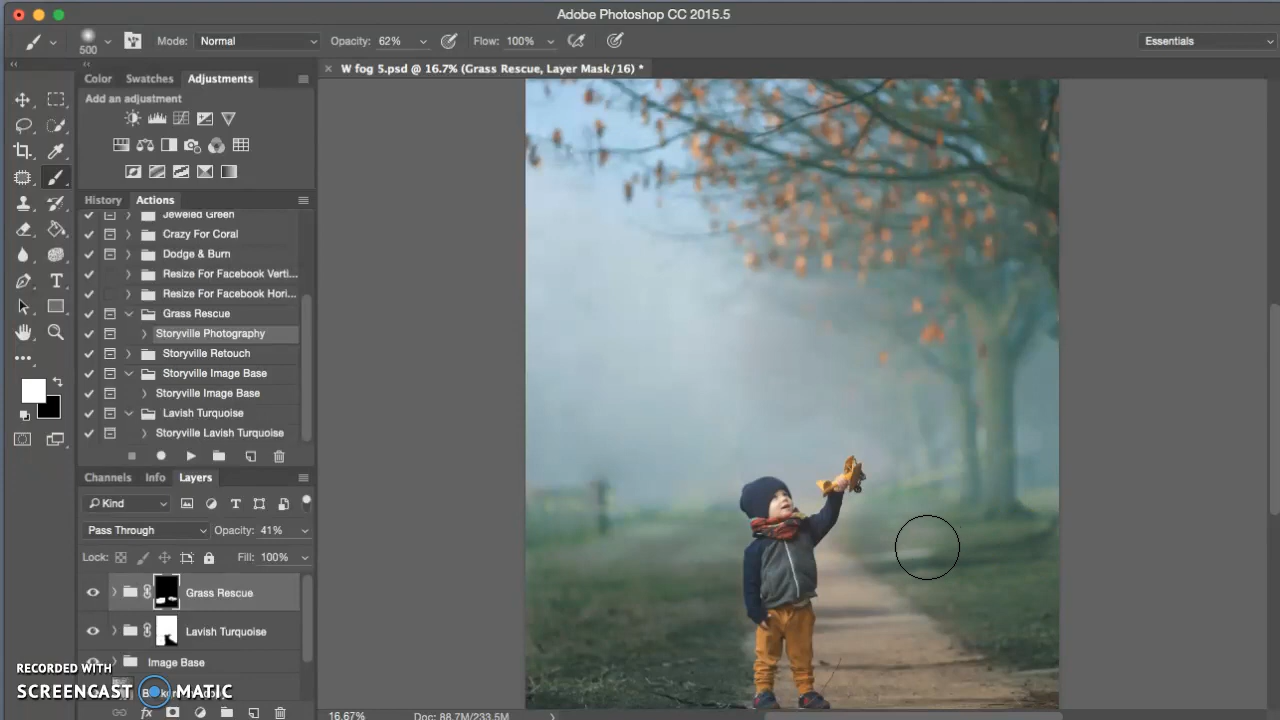 Adobe Photoshop CC 2015.5
500
Mode: Normal
Opacity: 62%
Flow: 100%
Essentials
Color Swatches Adjustments
W fog 5.psd @ 16.7% (Grass Rescue, Layer Mask/16) *
Add an adjustment
History Actions
Jeweled Green
Crazy For Coral
Dodge & Burn
Resize For Facebook Verti...
Resize For Facebook Hori...
Grass Rescue
Storyville Photography
Storyville Retouch
Storyville Image Base
Storyville Image Base
Lavish Turquoise
Storyville Lavish Turquoise
Channels Info Layers
Kind
Pass Through Opacity: 41%
Lock: Fill: 100%
Grass Rescue
Lavish Turquoise
Image Base
RECORDED WITH
SCREENCAST MATIC
fx
16.67% Doc: 88.7M/233.5M